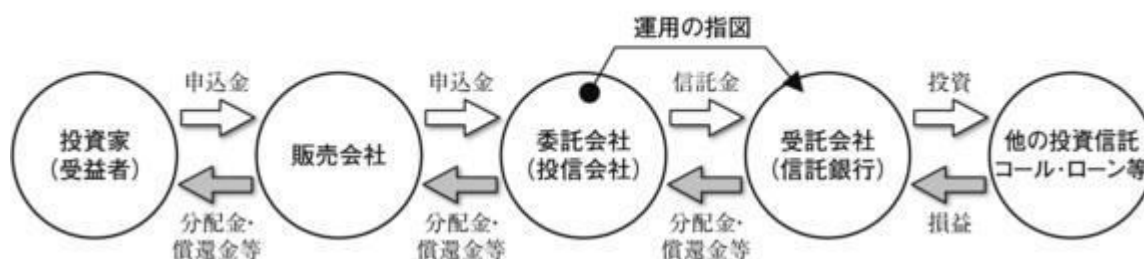 運用の指図
申込金
申込金
信託金
投資
投資家
(受益者)
販売会社
委託会社
(投信会社)
受託会社
(信託銀行)
他の投資信託
コール・ローン等
分配金・
償還金等
分配金・
償還金等
分配金・
償還金等
損益